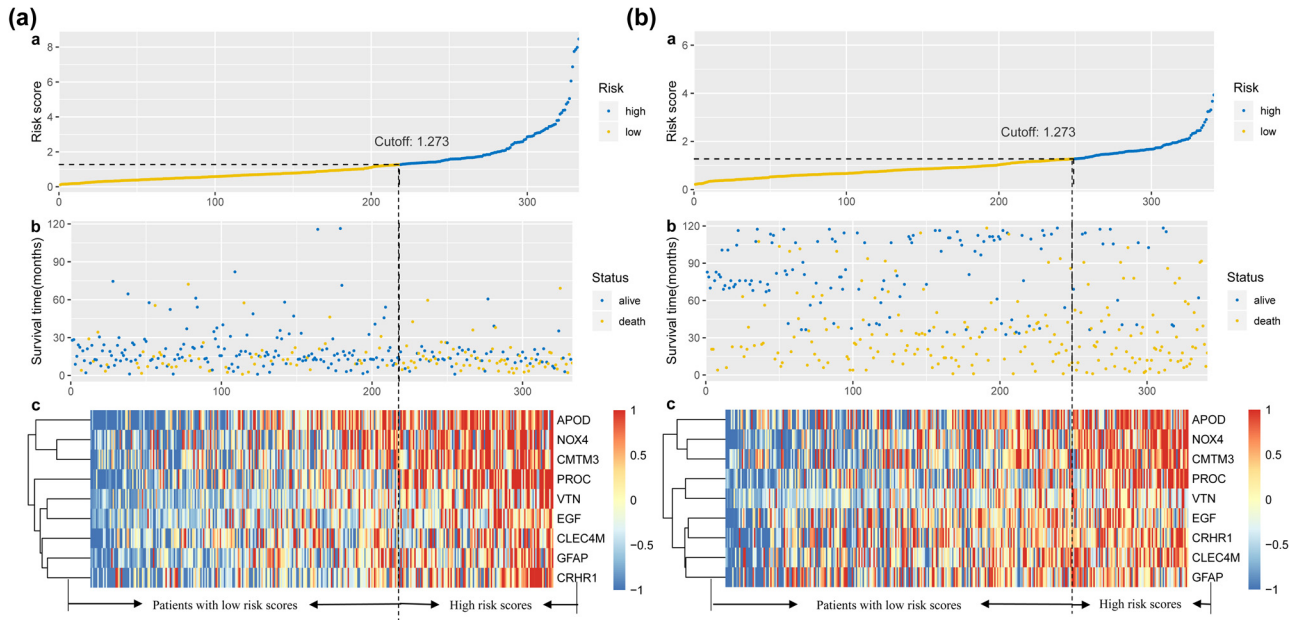 (a)
a
8
6
4
2
0
Risk score
Cutoff: 1.273
0
100
200
300
Risk
high
low
b
120
90
60
30
0
Survival time(months)
0
100
200
300
Status
alive
death
c
APOD
NOX4
CMTM3
PROC
VTN
EGF
CLEC4M
GFAP
CRHR1
1
0.5
0
−0.5
−1
Patients with low risk scores
High risk scores
(b)
a
6
4
2
0
Risk score
Cutoff: 1.273
0
100
200
300
Risk
high
low
b
120
90
60
30
0
Survival time(months)
0
100
200
300
Status
alive
death
c
APOD
NOX4
CMTM3
PROC
VTN
EGF
CRHR1
CLEC4M
GFAP
1
0.5
0
−0.5
−1
Patients with low risk scores
High risk scores